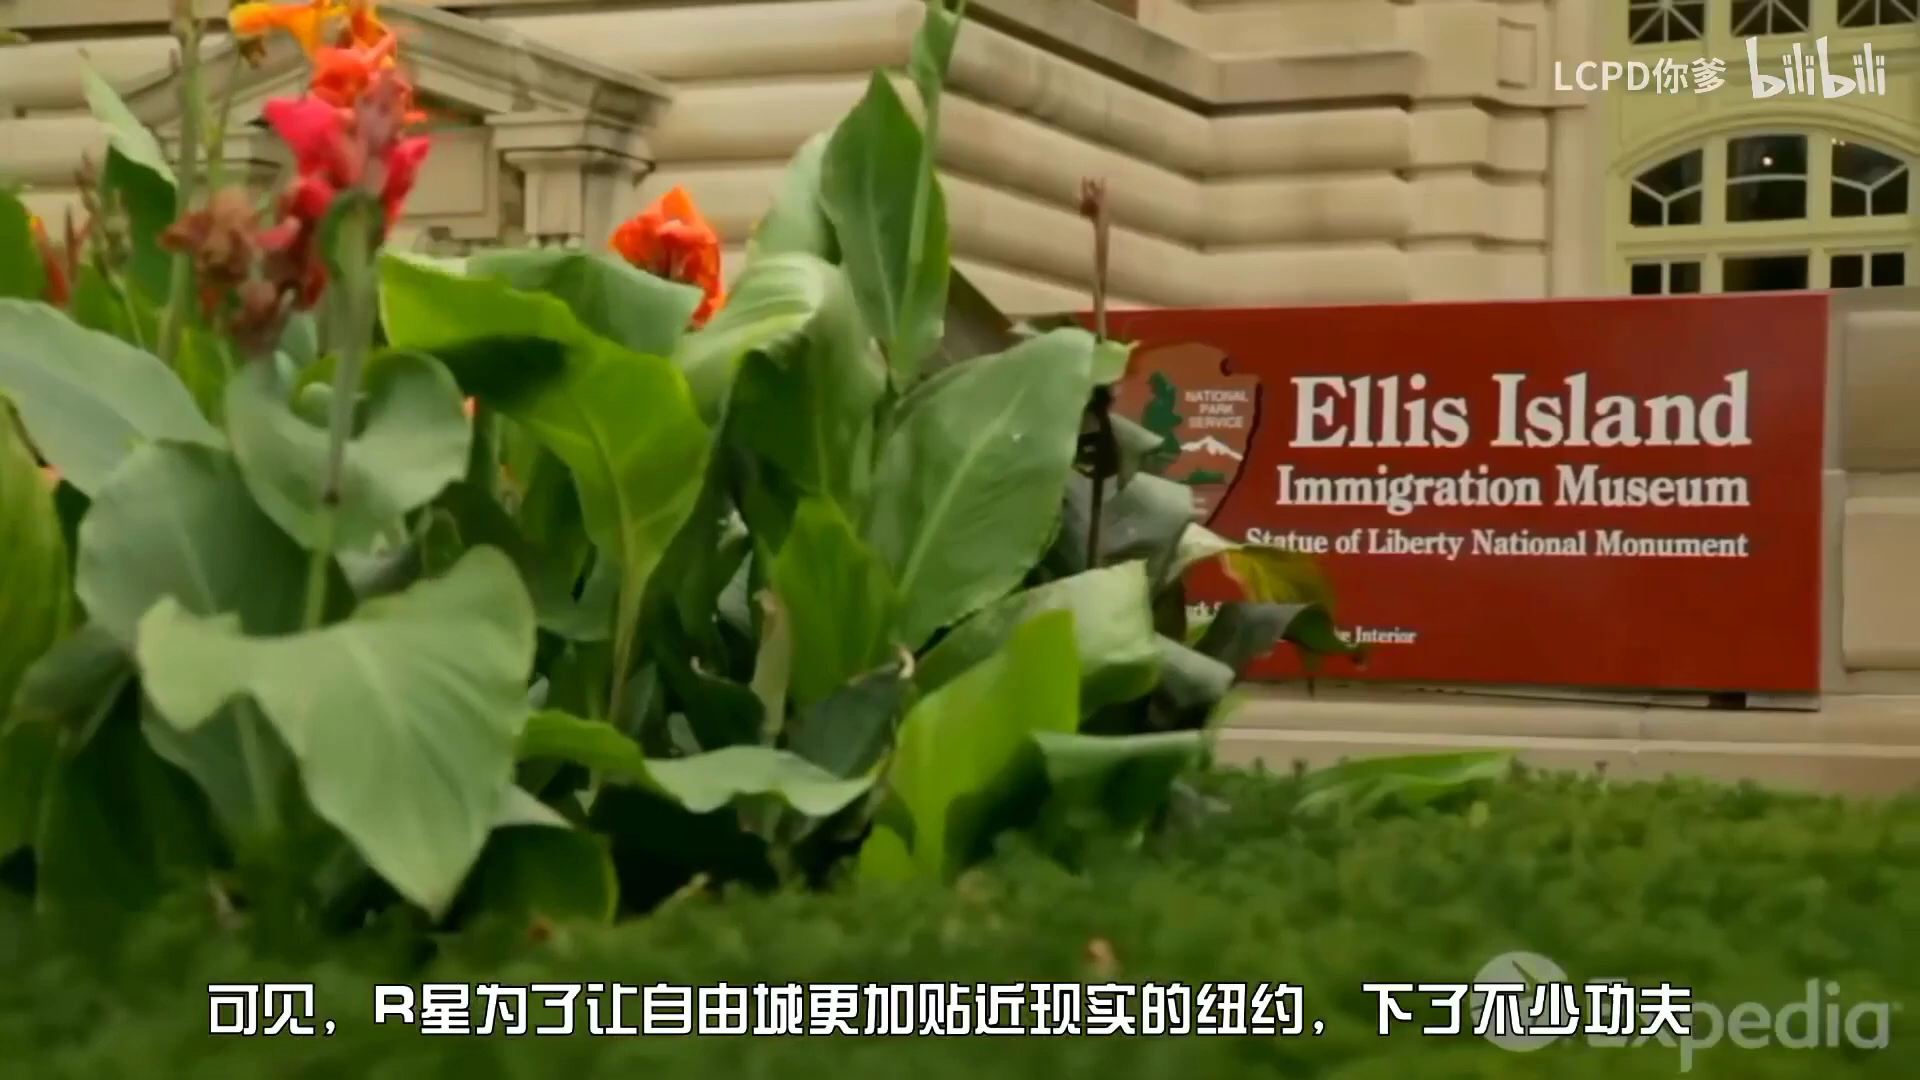 LCPD你爹 bilibili
NATIONAL
PARK
SERVICE
Ellis Island
Immigration Museum
Statue of Liberty National Monument
Interior
可见，R星为了让自由城更加贴近现实的纽约，下了不少功夫
Expedia